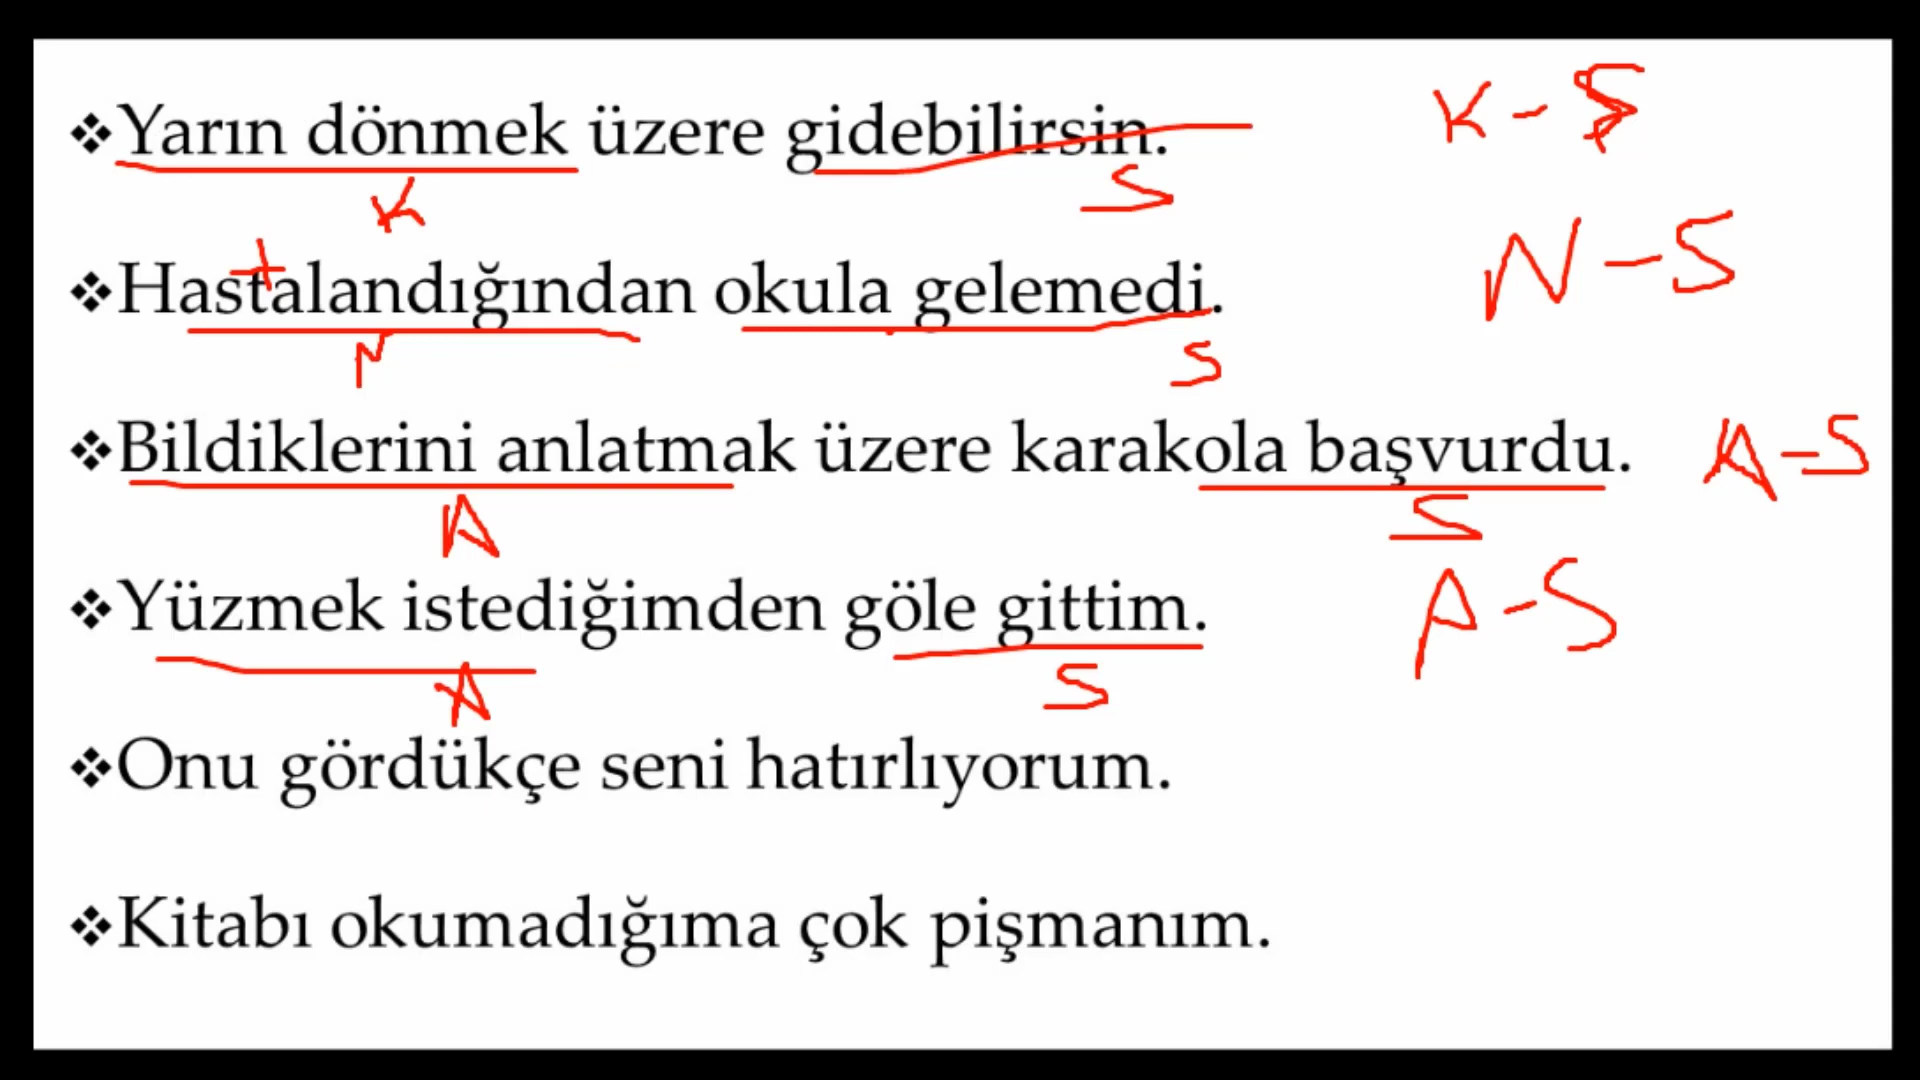 ❖Yarın dönmek üzere gidebilirsin. K - S
K S
❖Hastalandığından okula gelemedi. N - S
N S
❖Bildiklerini anlatmak üzere karakola başvurdu. A - S
A S
❖Yüzmek istediğimden göle gittim. A - S
A S
❖Onu gördükçe seni hatırlıyorum.
❖Kitabı okumadığıma çok pişmanım.